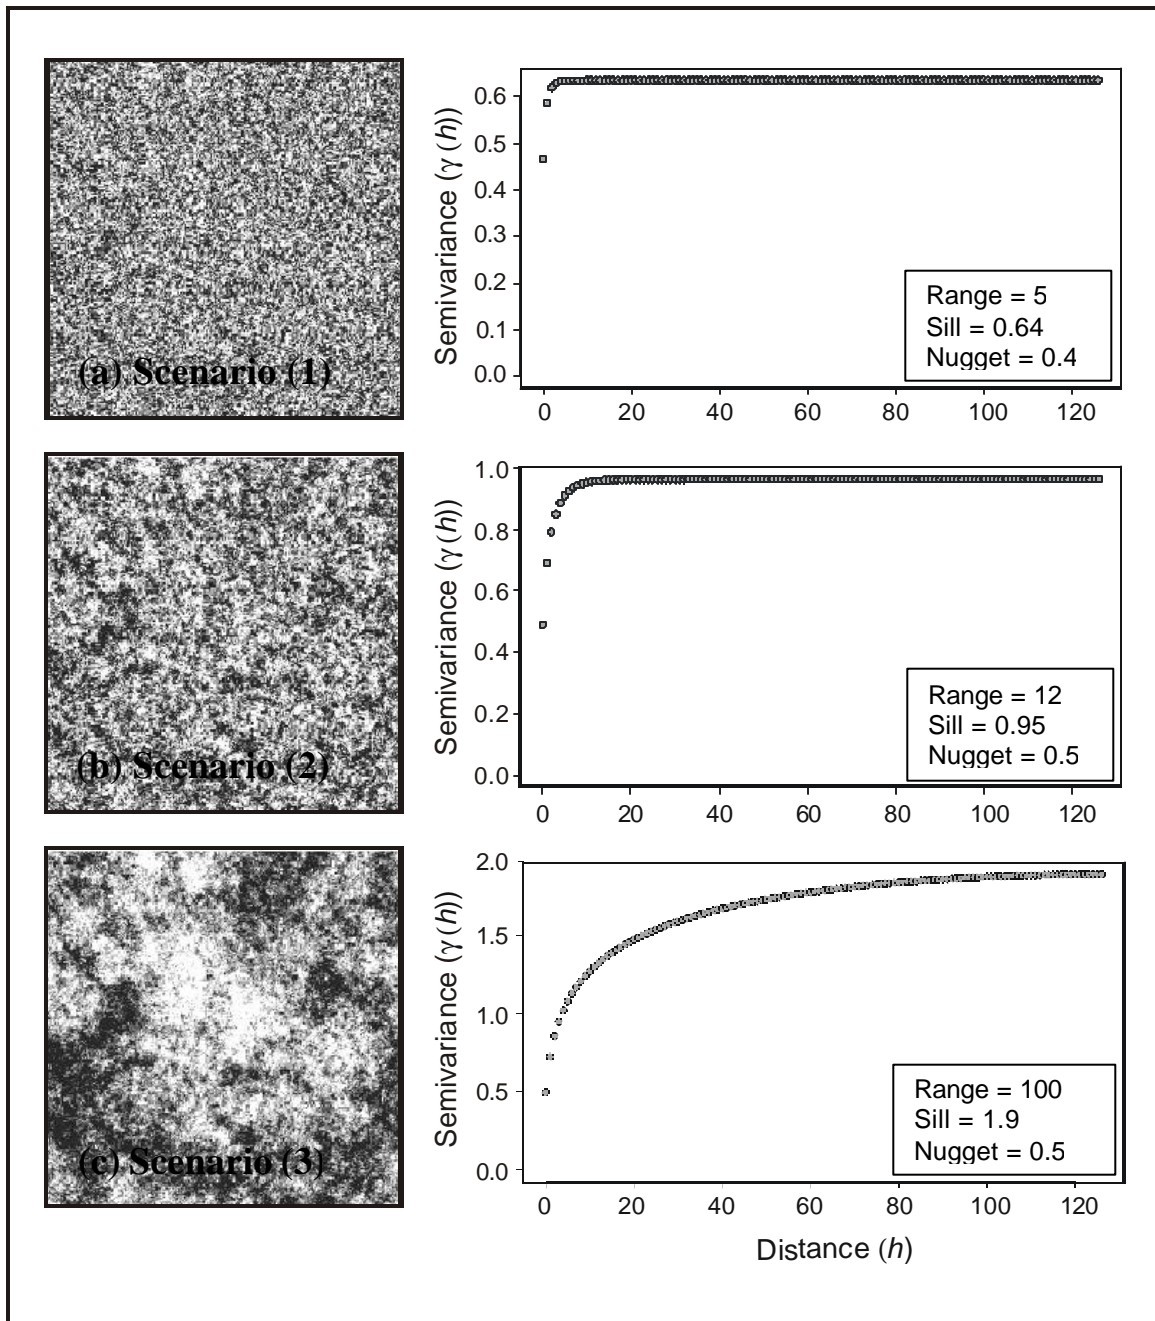 (a) Scenario (1)
Semivariance (γ (h))
0.6
0.5
0.4
0.3
0.2
0.1
0.0
Range = 5
Sill = 0.64
Nugget = 0.4
0 20 40 60 80 100 120
(b) Scenario (2)
Semivariance (γ (h))
1.0
0.8
0.6
0.4
0.2
0.0
Range = 12
Sill = 0.95
Nugget = 0.5
0 20 40 60 80 100 120
(c) Scenario (3)
Semivariance (γ (h))
2.0
1.5
1.0
0.5
0.0
Range = 100
Sill = 1.9
Nugget = 0.5
0 20 40 60 80 100 120
Distance (h)